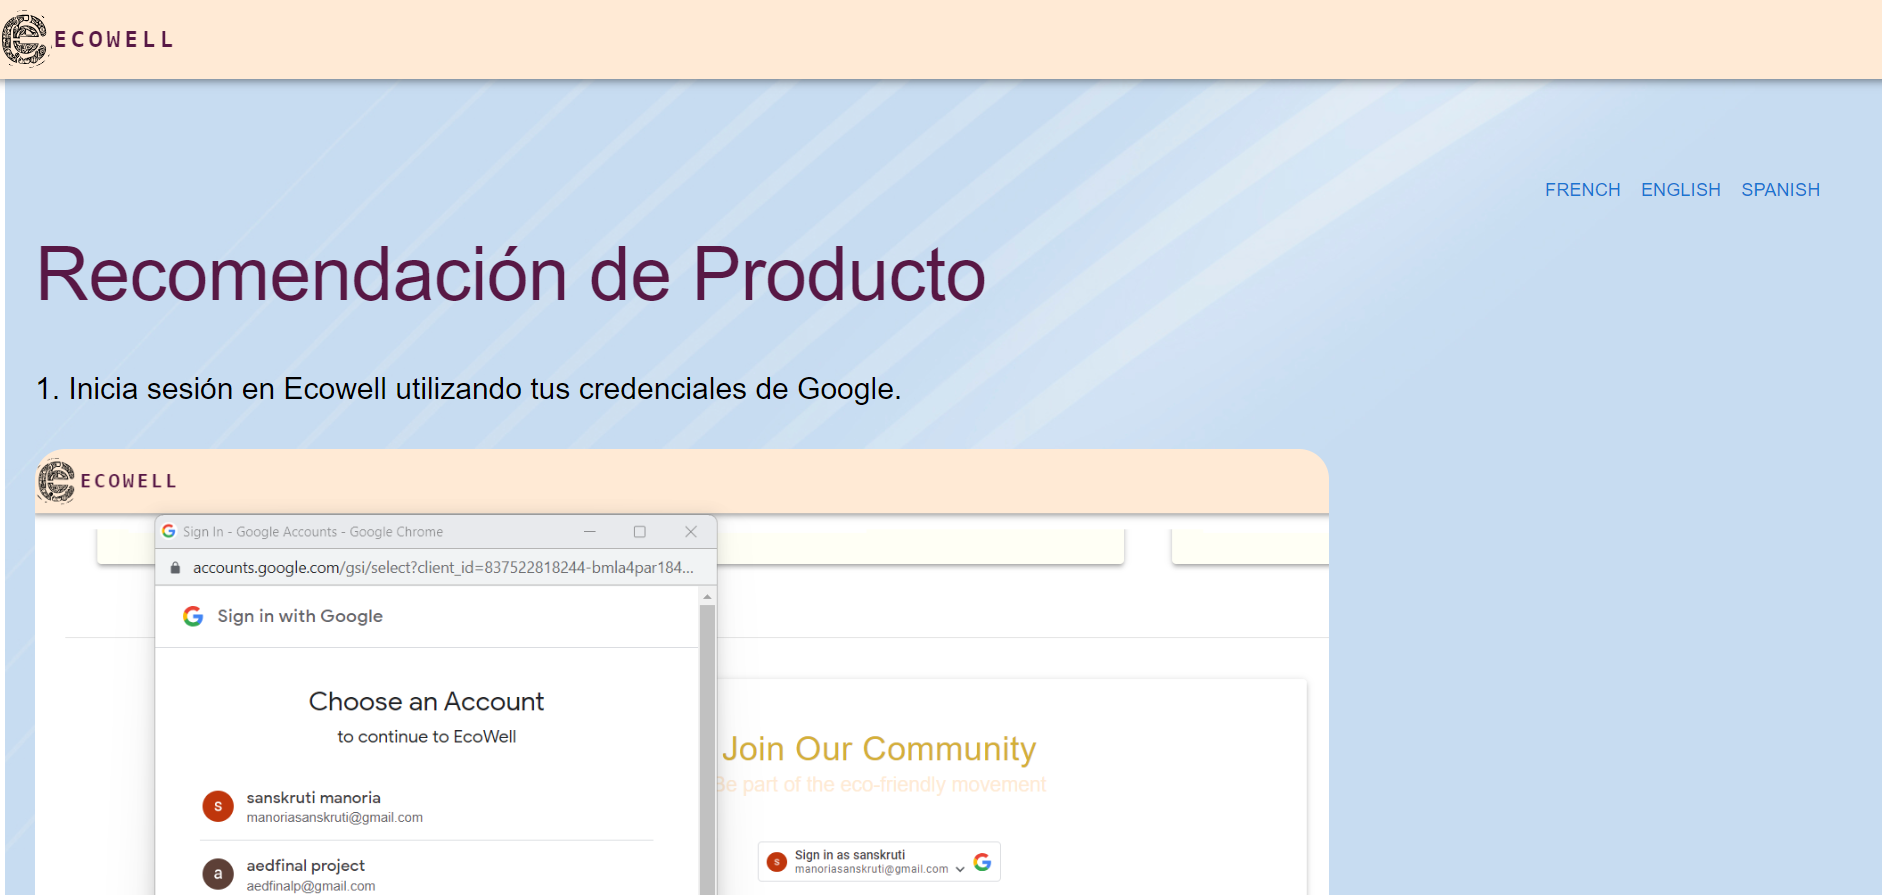 ECOWELL
FRENCH ENGLISH SPANISH
Recomendación de Producto
1. Inicia sesión en Ecowell utilizando tus credenciales de Google.
ECOWELL
Sign In - Google Accounts - Google Chrome
accounts.google.com/gsi/select?client_id=837522818244-bmla4par184...
Sign in with Google
Choose an Account
to continue to EcoWell
s sanskruti manoria
manoriasanskruti@gmail.com
a aedfinal project
aedfinalp@gmail.com
Join Our Community
Be part of the eco-friendly movement
s Sign in as sanskruti
manoriasanskruti@gmail.com